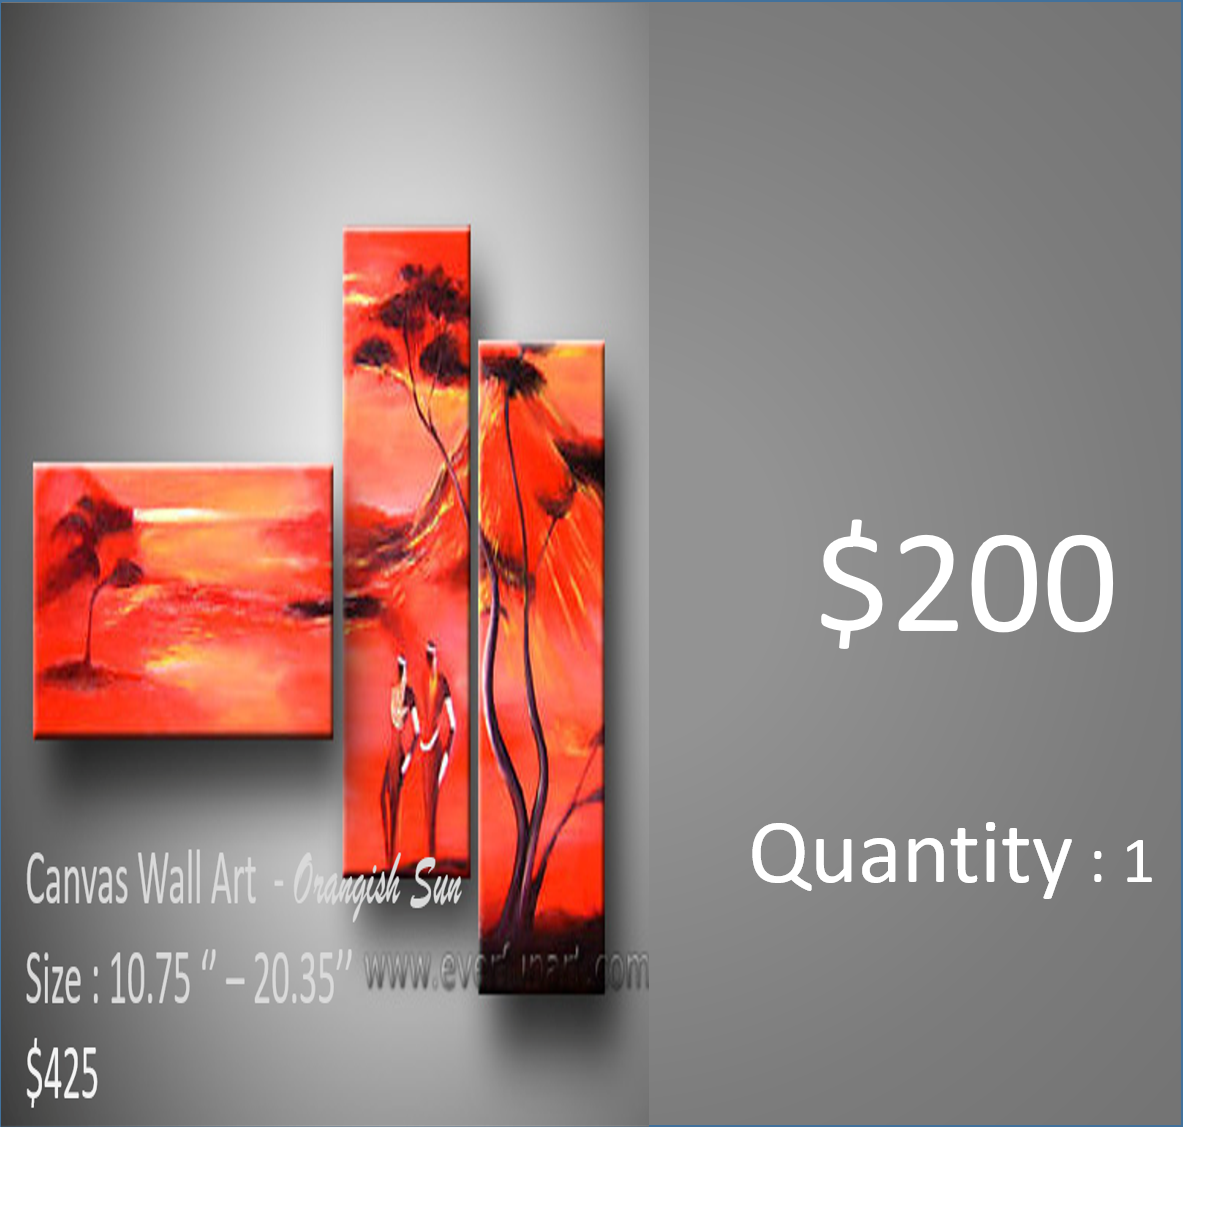 Canvas Wall Art - Orangish Sun
Size : 10.75 ‘’ – 20.35’’
$425
$200
Quantity : 1